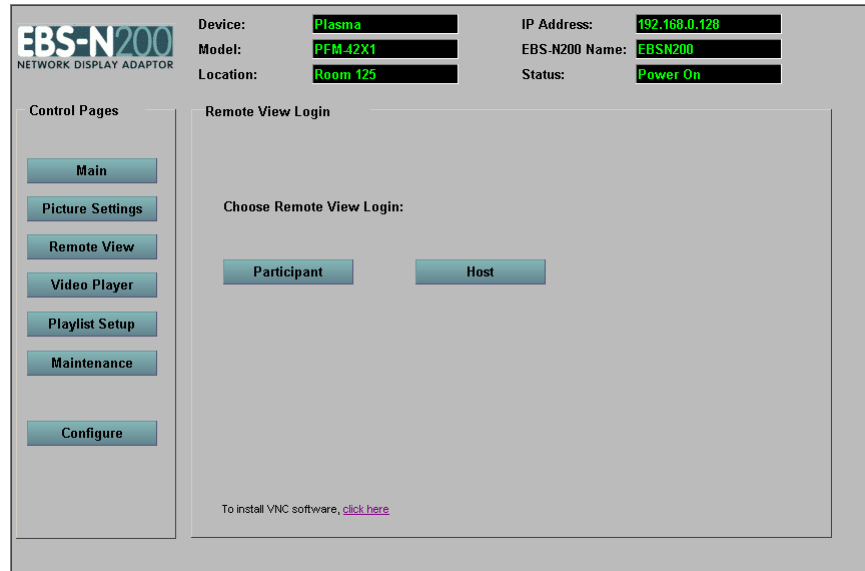 EBS-N200
NETWORK DISPLAY ADAPTOR
Device: Plasma
Model: PFM-42X1
Location: Room 125
IP Address: 192.168.0.128
EBS-N200 Name: EBSN200
Status: Power On
Control Pages
Main
Picture Settings
Remote View
Video Player
Playlist Setup
Maintenance
Configure
Remote View Login
Choose Remote View Login:
Participant
Host
To install VNC software, click here